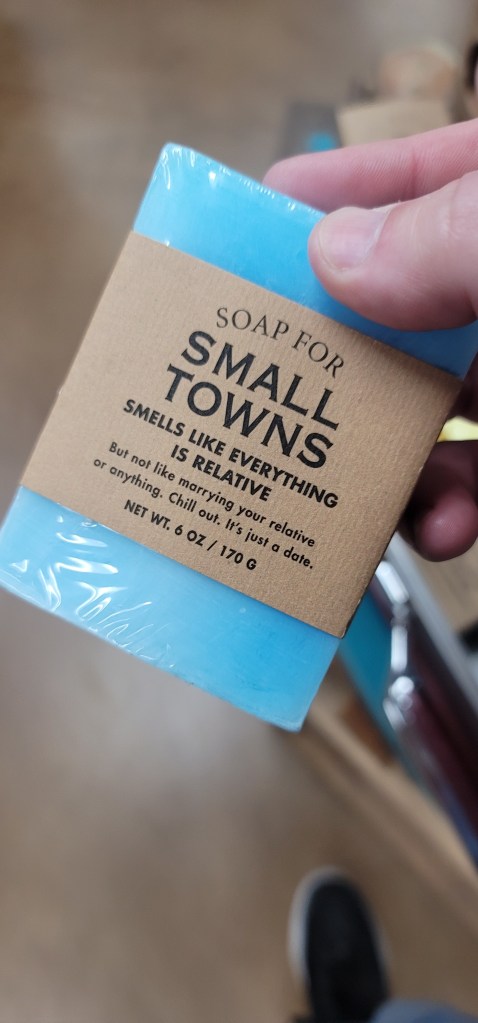 SOAP FOR
SMALL
TOWNS
SMELLS LIKE EVERYTHING
IS RELATIVE
But not like marrying your relative
or anything. Chill out. It's just a date.
NET WT. 6 OZ / 170 G